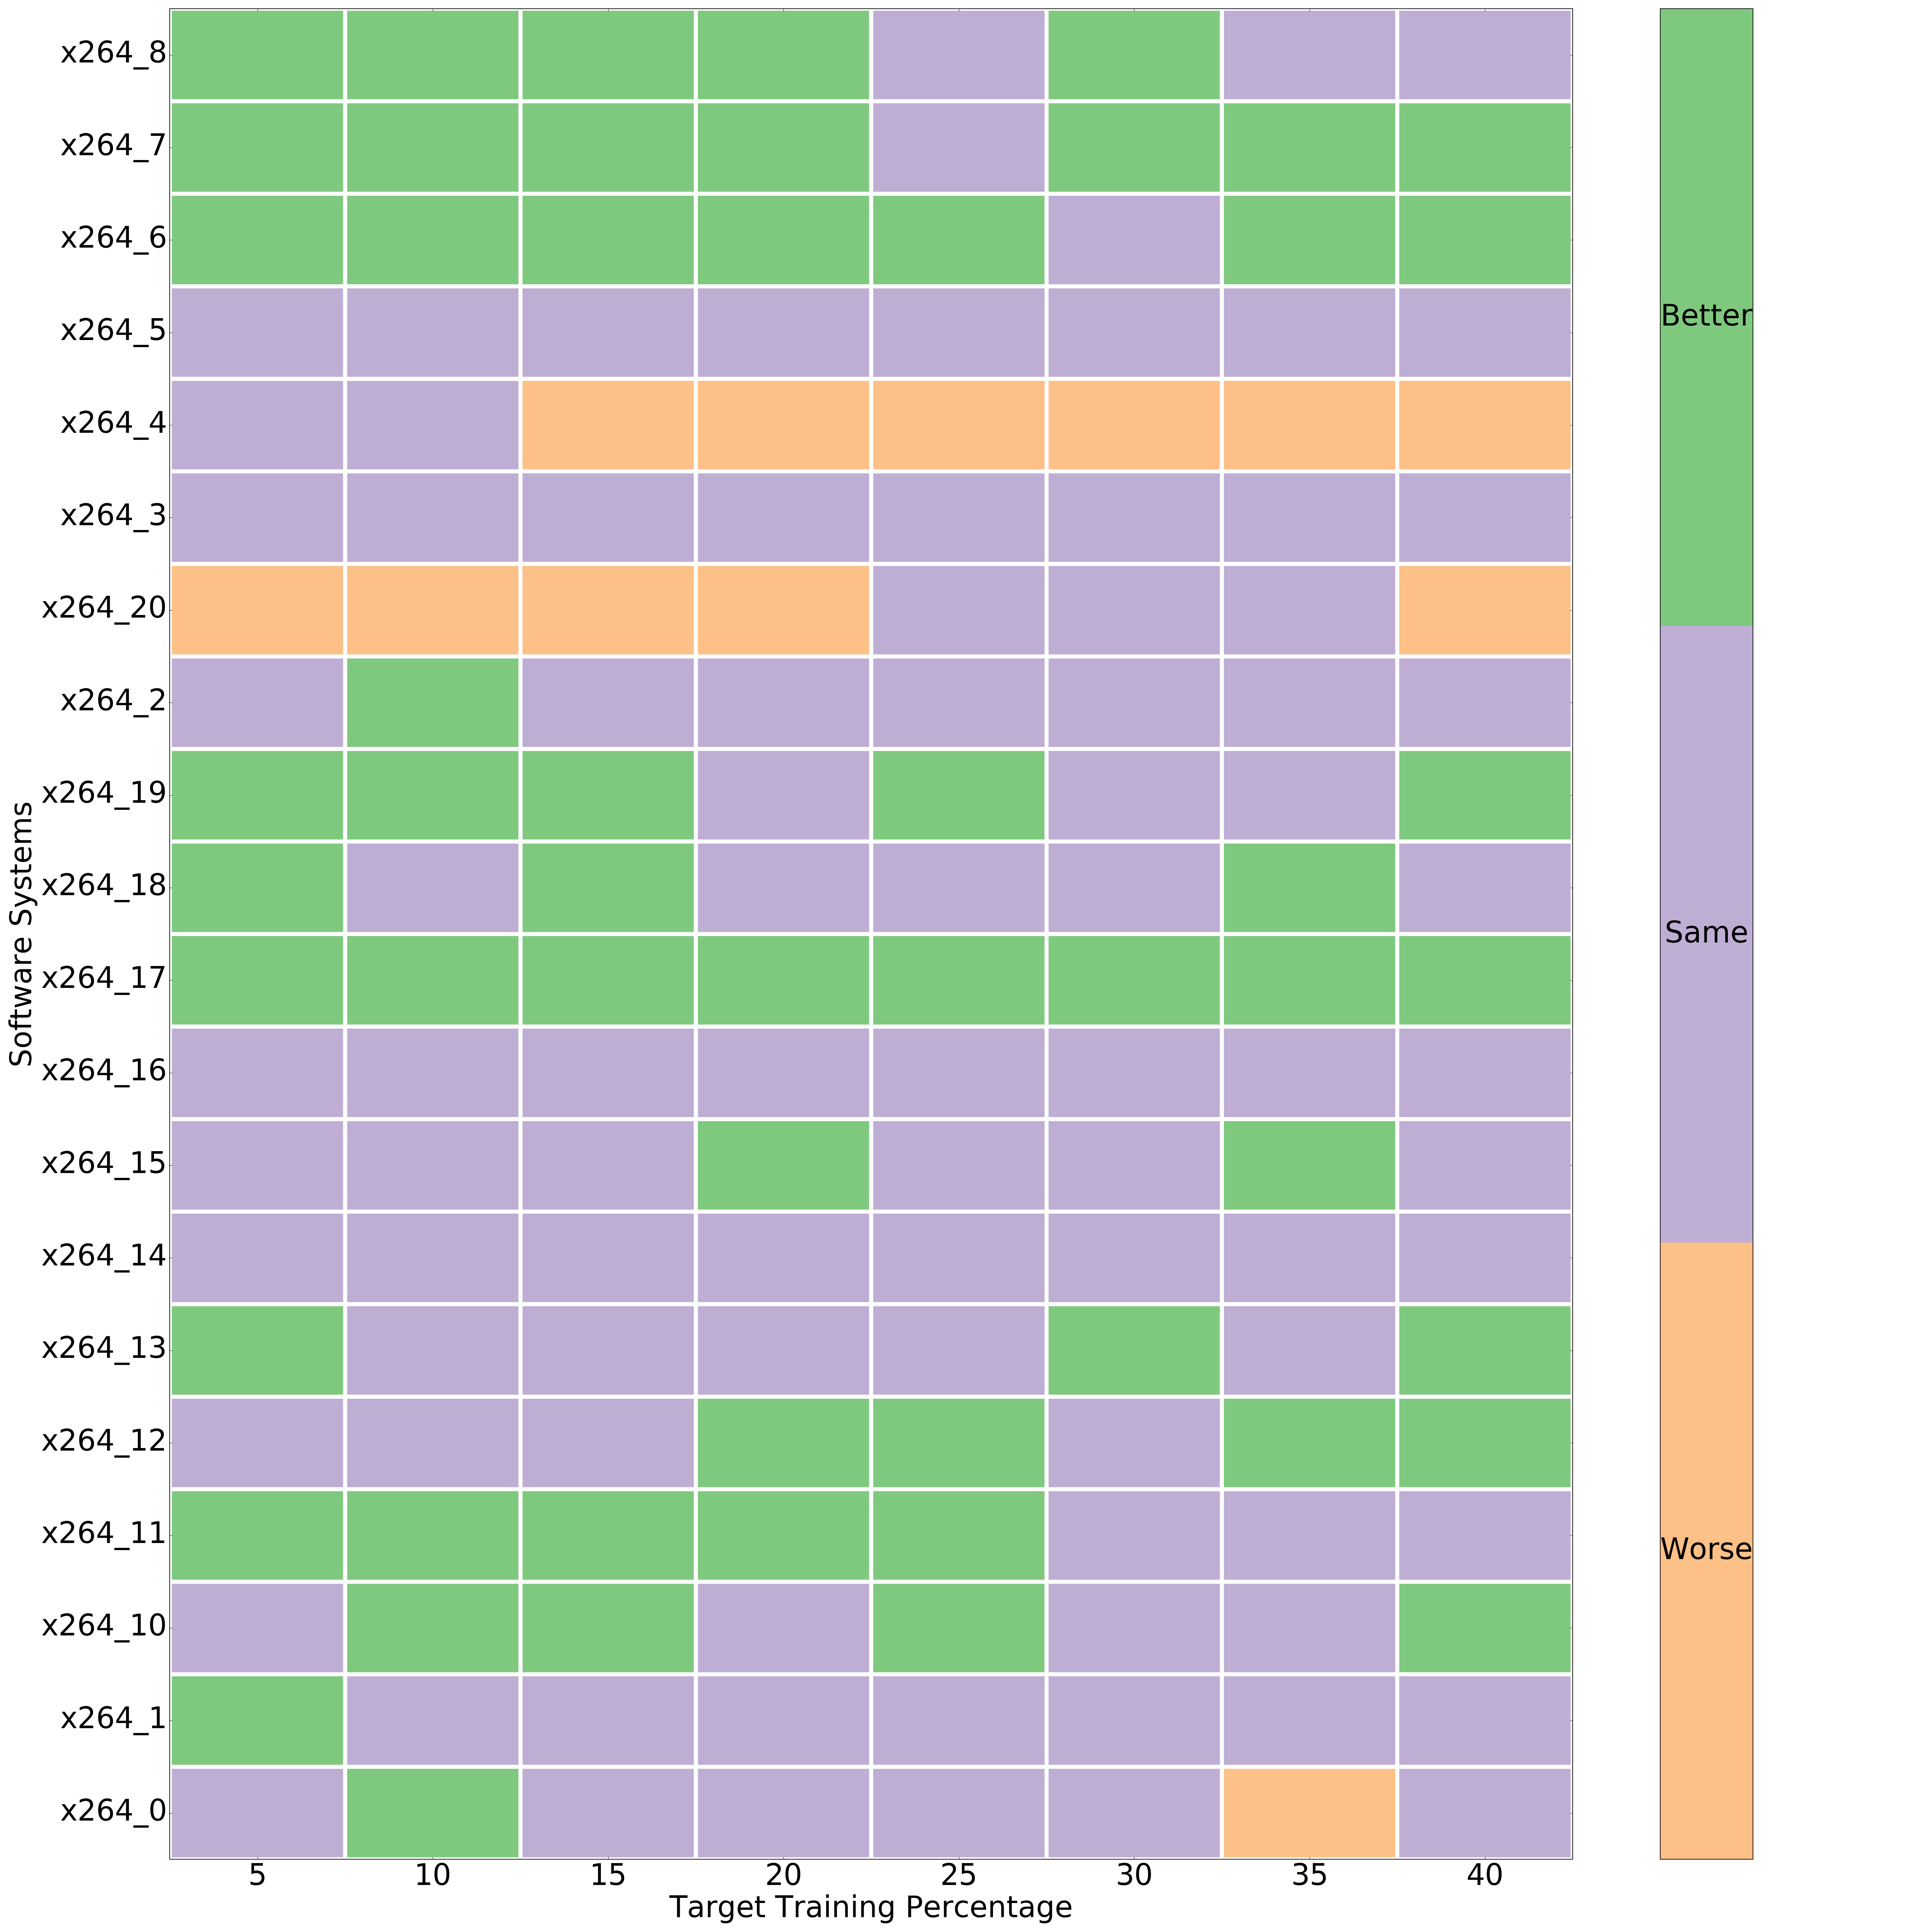 x264_8
x264_7
x264_6
x264_5
x264_4
x264_3
x264_20
x264_2
x264_19
x264_18
x264_17
x264_16
x264_15
x264_14
x264_13
x264_12
x264_11
x264_10
x264_1
x264_0
Software Systems
5 10 15 20 25 30 35 40
Target Training Percentage
Better
Same
Worse